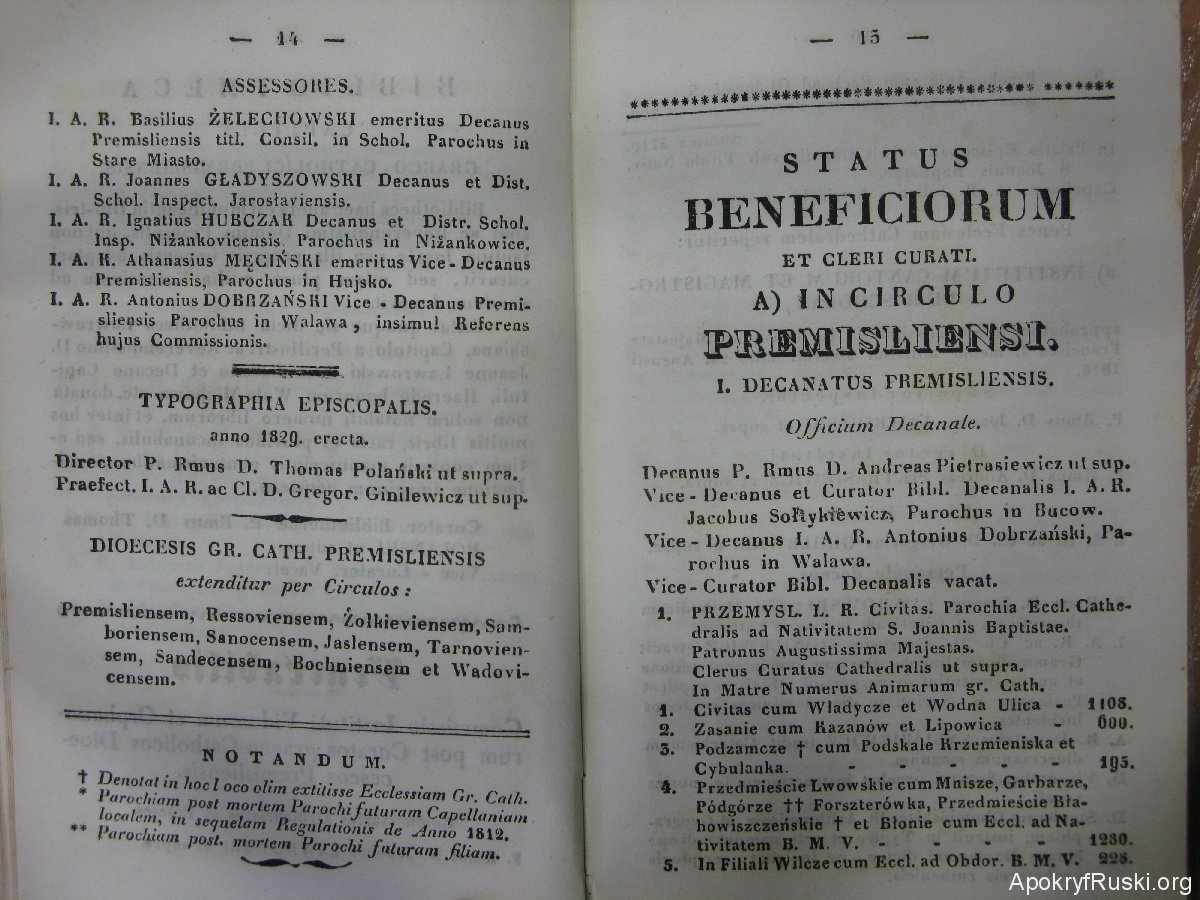 — 14 —
ASSESSORES.
I. A. R. Basilius ŻELECHOWSKI emeritus Decanus
Premisliensis titl. Consil. in Schol. Parochus in
Stare Miasto.
I. A. R. Joannes GŁADYSZOWSKI Decanus et Dist.
Schol. Inspect. Jarosłaviensis.
I. A. R. Ignatius HUBCZAK Decanus et Distr. Schol.
Insp. Niżankovicensis Parochus in Niżankowice.
I. A. R. Athanasius MĘCIŃSKI emeritus Vice-Decanus
Premisliensis, Parochus in Hujsko.
I. A. R. Antonius DOBRZAŃSKI Vice - Decanus Premi-
sliensis Parochus in Walawa, insimul Referens
hujus Commissionis.
TYPOGRAPHIA EPISCOPALIS.
anno 1829. erecta.
Director P. Rmus D. Thomas Polański ut supra.
Praefect. I. A. R. ac Cl. D. Gregor. Ginilewicz ut sup.
DIOECESIS GR. CATH. PREMISLIENSIS
extenditur per Circulos:
Premisliensem, Ressoviensem, Żolkieviensem, Sam-
boriensem, Sanocensem, Jaslensem, Tarnovien-
sem, Sandecensem, Bochniensem et Wadovi-
censem.
NOTANDUM.
† Denotat in hoc loco olim extitisse Ecclessiam Gr. Cath.
* Parochiam post mortem Parochi futuram Capellaniam
localem, in sequelam Regulationis de Anno 1812.
** Parochiam post. mortem Parochi futuram filiam.
— 15 —
STATUS
BENEFICIORUM
ET CLERI CURATI.
A) IN CIRCULO
PREMISLIENSI.
I. DECANATUS PREMISLIENSIS.
Officium Decanale.
Decanus P. Rmus D. Andreas Pietrasiewicz ut sup.
Vice - Decanus et Curator Bibl. Decanalis I. A. R.
Jacobus Sołtykiewicz, Parochus in Bucow.
Vice - Decanus I. A. R. Antonius Dobrzański, Pa-
rochus in Walawa.
Vice - Curator Bibl. Decanalis vacat.
1. PRZEMYSL L. R. Civitas. Parochia Eccl. Cathe-
dralis ad Nativitatem S. Joannis Baptistae.
Patronus Augustissima Majestas.
Clerus Curatus Cathedralis ut supra.
In Matre Numerus Animarum gr. Cath.
1. Civitas cum Władycze et Wodna Ulica - 1108.
2. Zasanie cum Kazanów et Lipowica - 600.
3. Podzamcze † cum Podskale Krzemieniska et
Cybulanka. - - - - - 195.
4. Przedmieście Lwowskie cum Mnisze, Garbarze,
Pódgórze †† Forszterówka, Przedmieście Bła-
howiszczeńskie † et Błonie cum Eccl. ad Na-
tivitatem B. M. V. - - - - 1230.
5. In Filiali Wilcze cum Eccl. ad Obdor. B. M. V. 228.
ApokryfRuski.org